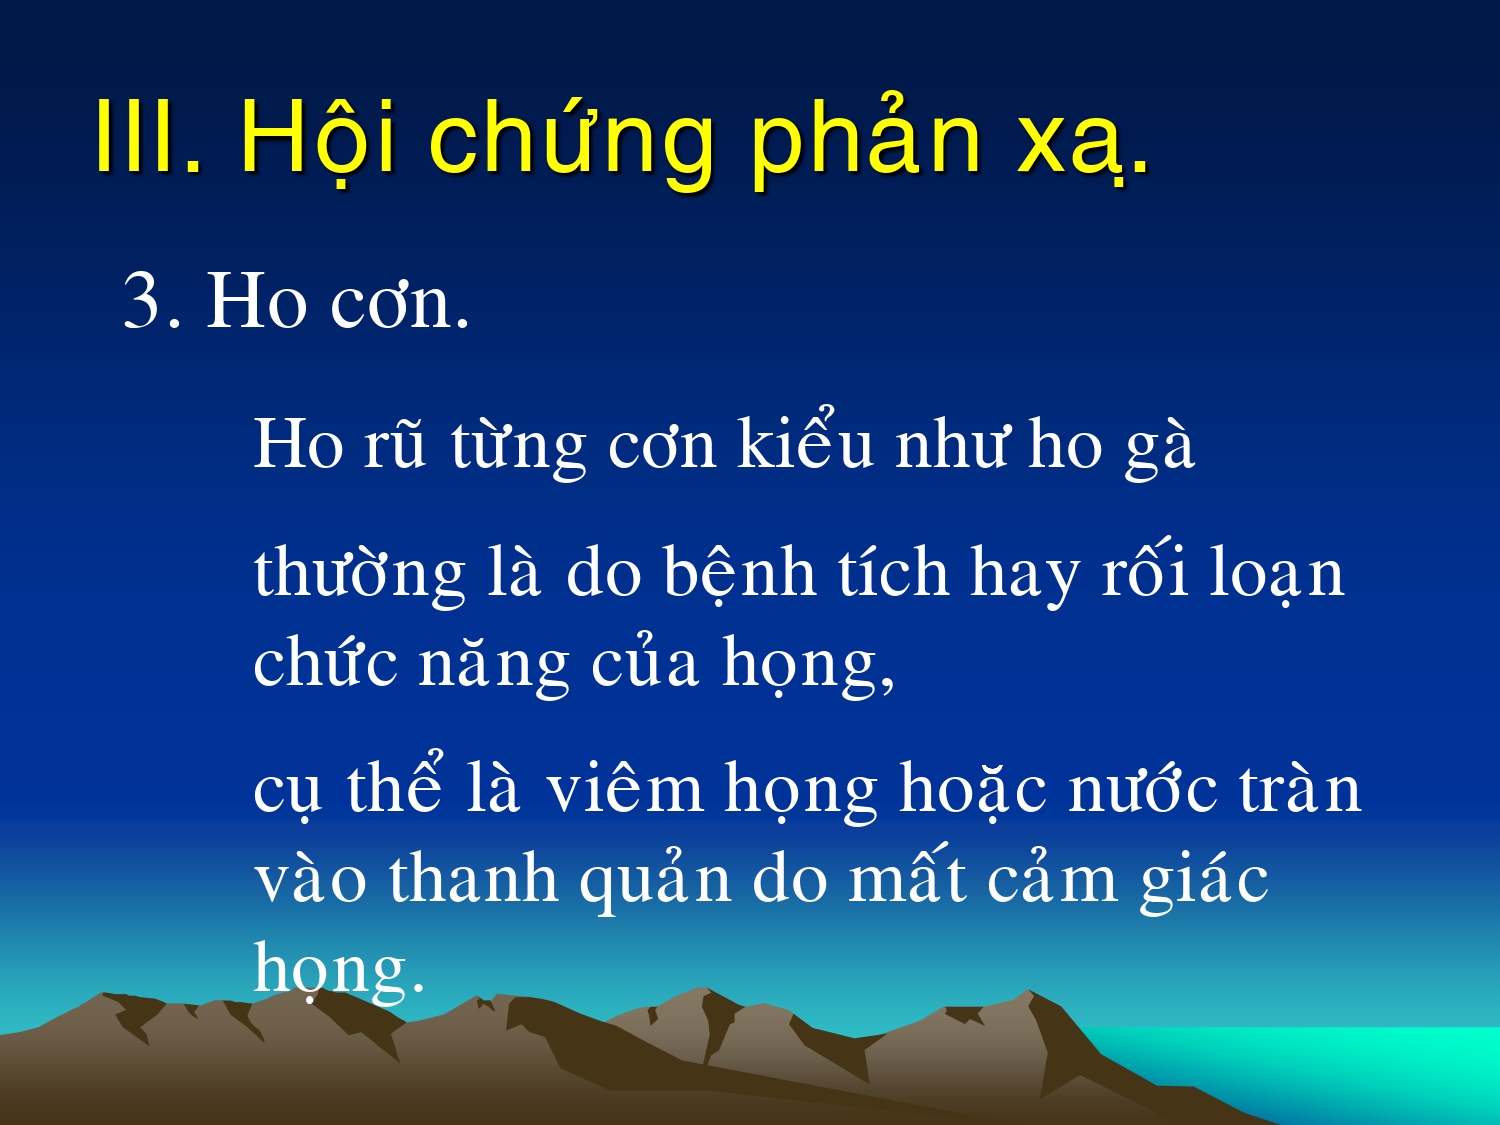 III. Hội chứng phản xạ.
3. Ho cơn.
Ho rũ từng cơn kiểu như ho gà
thường là do bệnh tích hay rối loạn
chức năng của họng,
cụ thể là viêm họng hoặc nước tràn
vào thanh quản do mất cảm giác
họng.